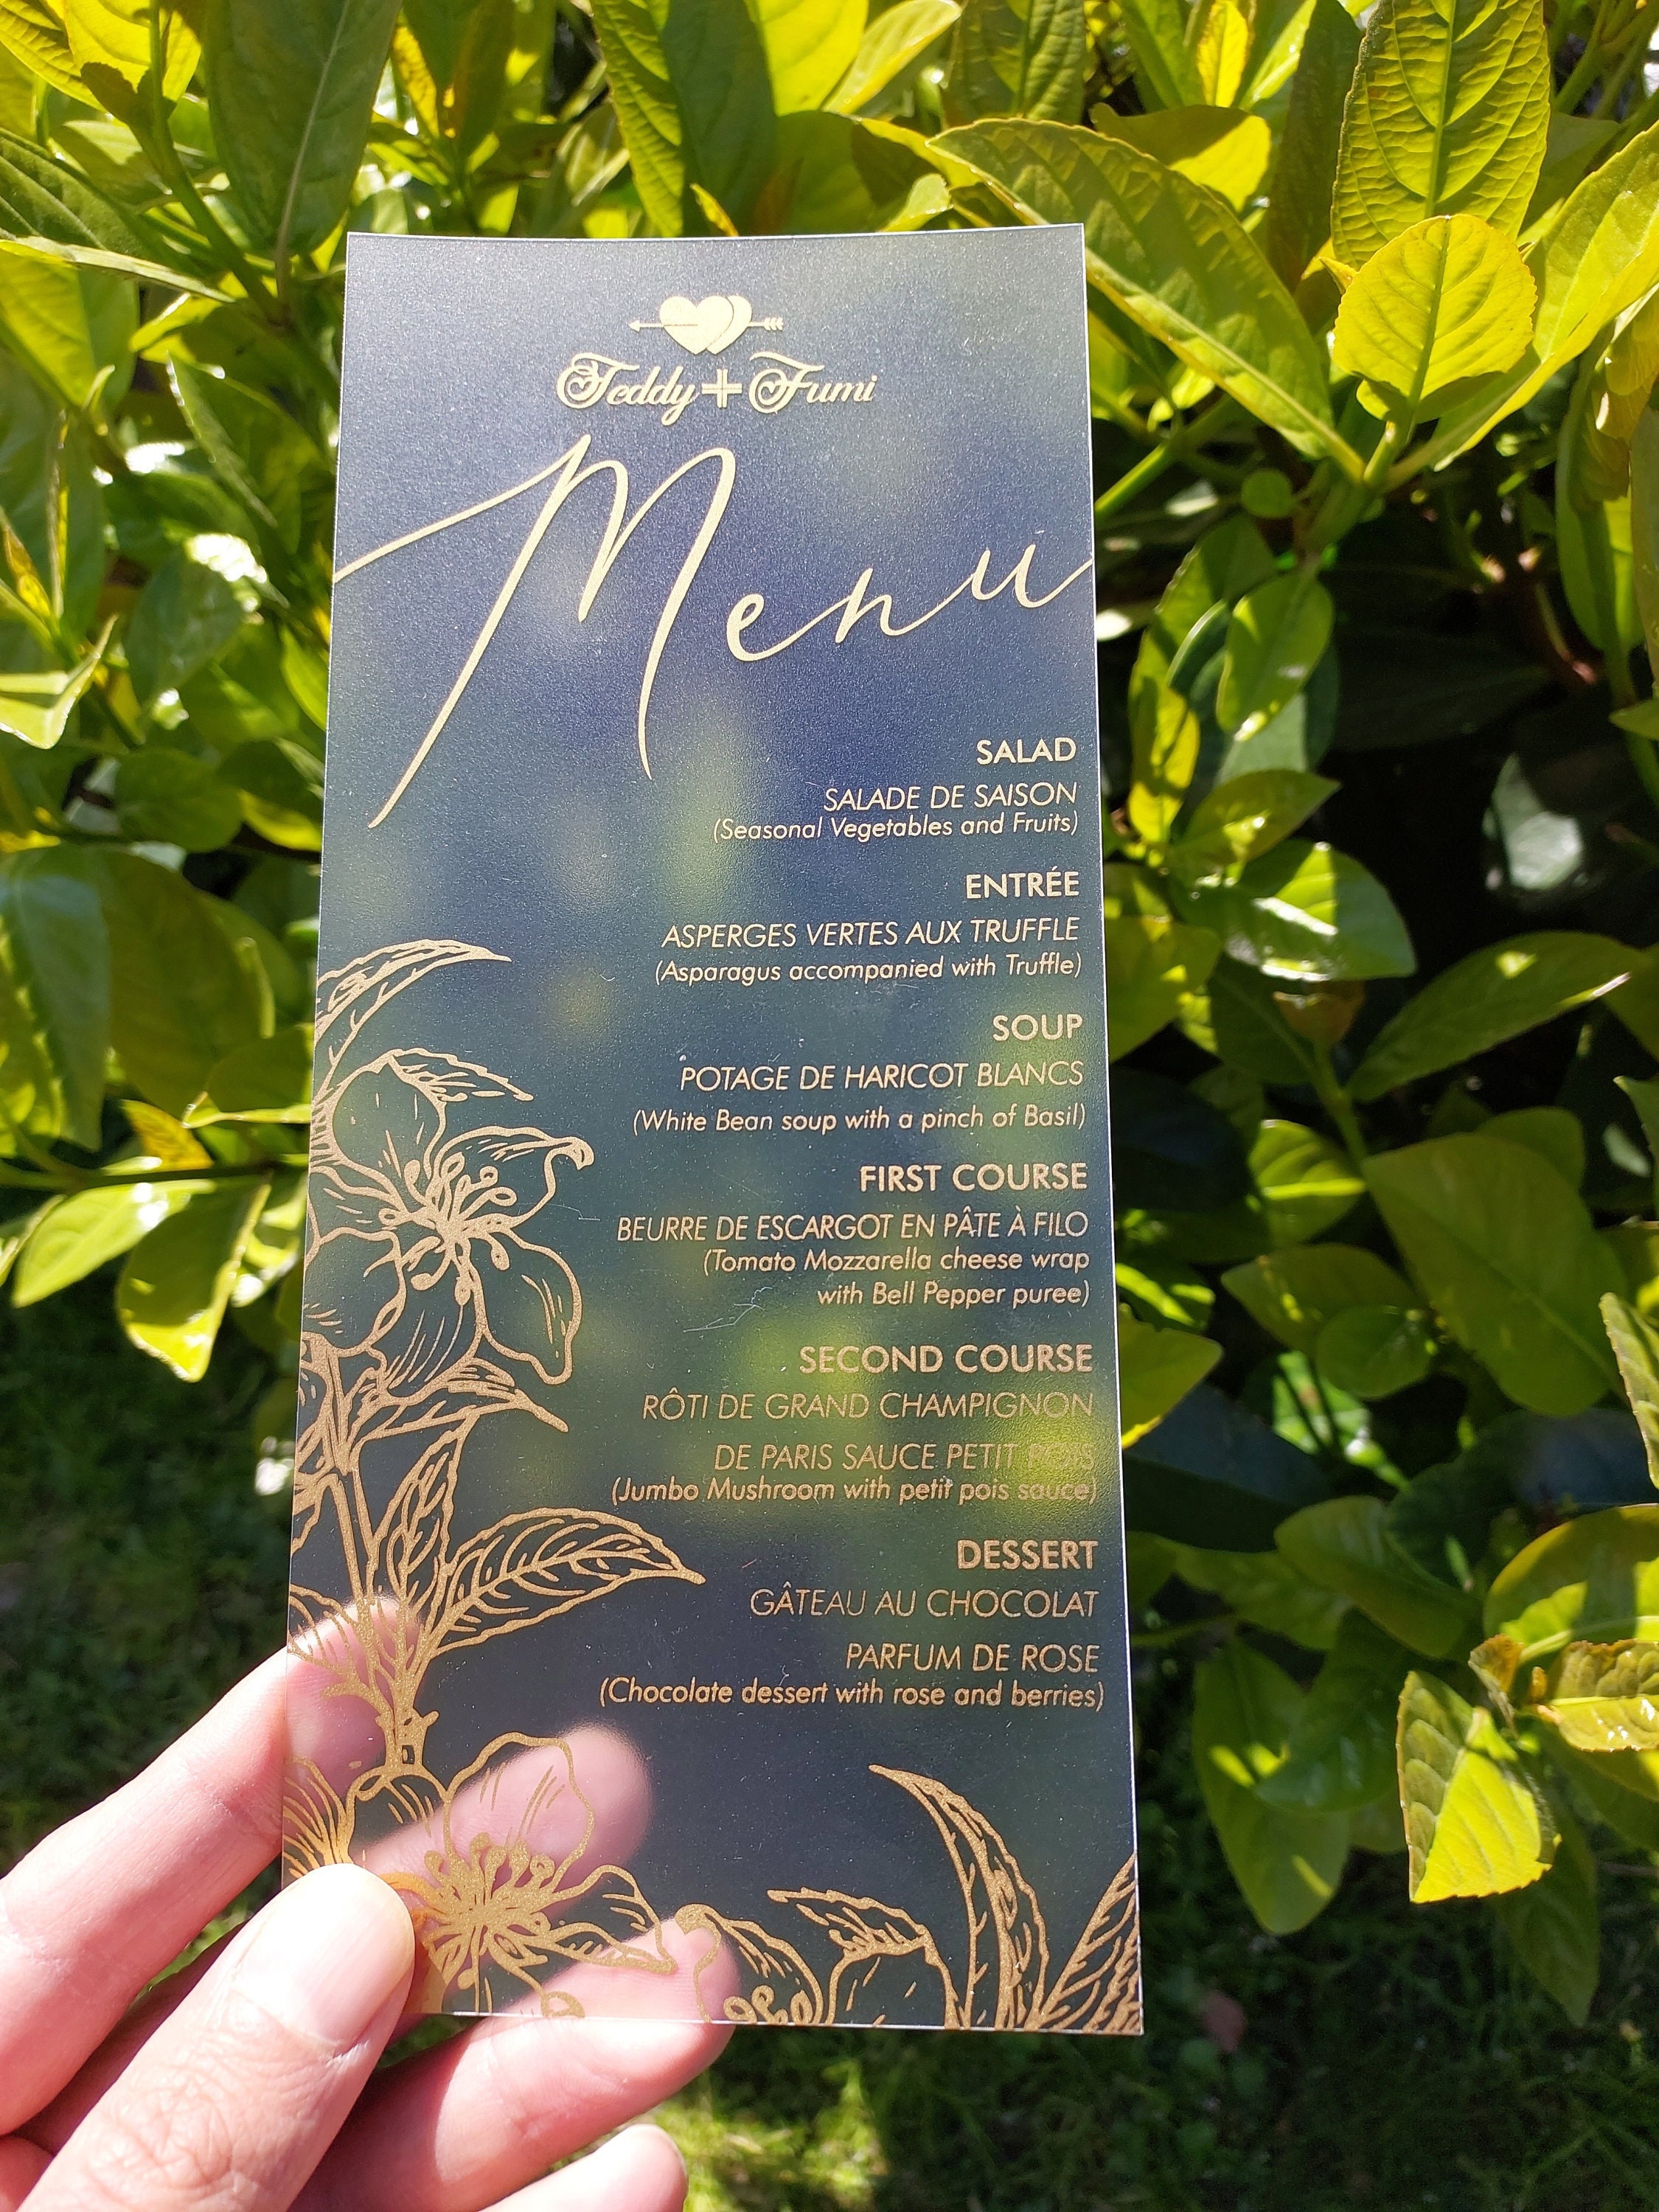 Teddy + Fumi
Menu
SALAD
SALADE DE SAISON
(Seasonal Vegetables and Fruits)
ENTRÉE
ASPERGES VERTES AUX TRUFFLE
(Asparagus accompanied with Truffle)
SOUP
POTAGE DE HARICOT BLANCS
(White Bean soup with a pinch of Basil)
FIRST COURSE
BEURRE DE ESCARGOT EN PÂTE À FILO
(Tomato Mozzarella cheese wrap
with Bell Pepper puree)
SECOND COURSE
RÔTI DE GRAND CHAMPIGNON
DE PARIS SAUCE PETIT POIS
(Jumbo Mushroom with petit pois sauce)
DESSERT
GÂTEAU AU CHOCOLAT
PARFUM DE ROSE
(Chocolate dessert with rose and berries)